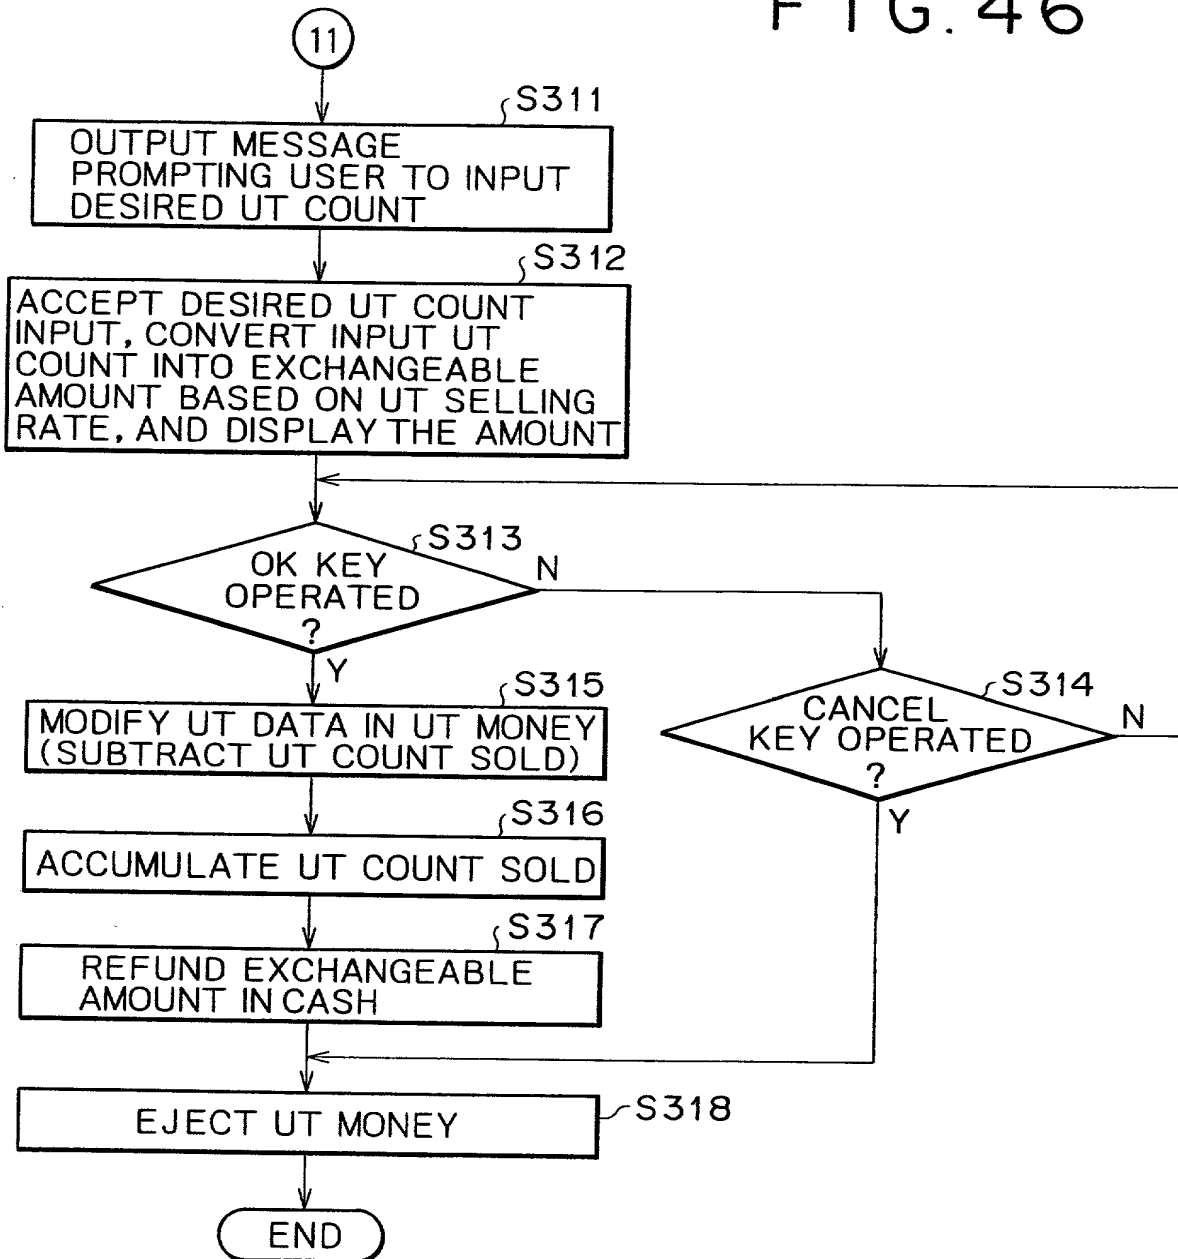 FIG. 46
11
S311
OUTPUT MESSAGE
PROMPTING USER TO INPUT
DESIRED UT COUNT
S312
ACCEPT DESIRED UT COUNT
INPUT, CONVERT INPUT UT
COUNT INTO EXCHANGEABLE
AMOUNT BASED ON UT SELLING
RATE, AND DISPLAY THE AMOUNT
S313
OK KEY
OPERATED
?
N
Y
S314
CANCEL
KEY OPERATED
?
N
Y
S315
MODIFY UT DATA IN UT MONEY
(SUBTRACT UT COUNT SOLD)
S316
ACCUMULATE UT COUNT SOLD
S317
REFUND EXCHANGEABLE
AMOUNT IN CASH
S318
EJECT UT MONEY
END